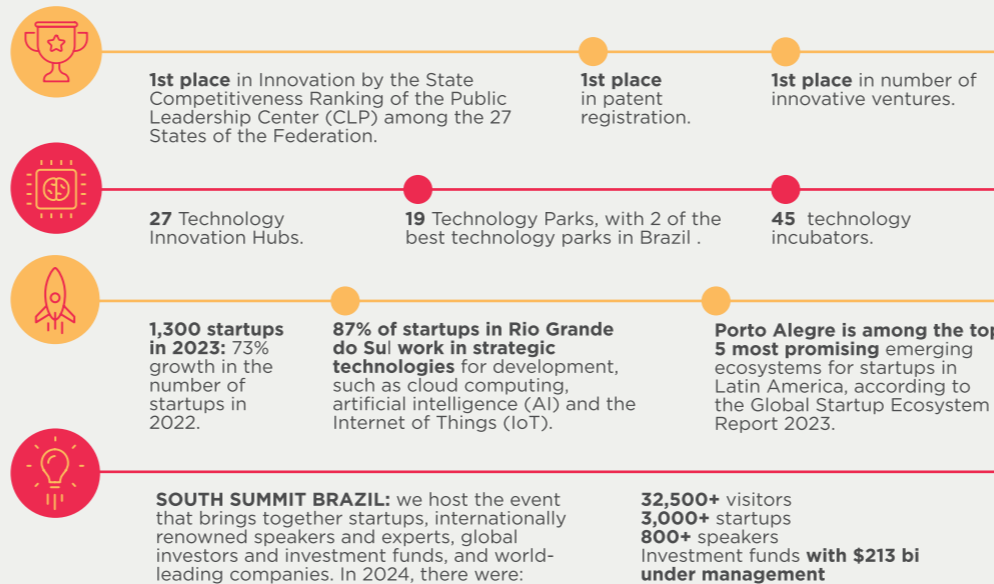 1st place in Innovation by the State
Competitiveness Ranking of the Public
Leadership Center (CLP) among the 27
States of the Federation.
1st place
in patent
registration.
1st place in number of
innovative ventures.
27 Technology
Innovation Hubs.
19 Technology Parks, with 2 of the
best technology parks in Brazil .
45 technology
incubators.
1,300 startups
in 2023: 73%
growth in the
number of
startups in
2022.
87% of startups in Rio Grande
do Sul work in strategic
technologies for development,
such as cloud computing,
artificial intelligence (AI) and the
Internet of Things (IoT).
Porto Alegre is among the top
5 most promising emerging
ecosystems for startups in
Latin America, according to
the Global Startup Ecosystem
Report 2023.
SOUTH SUMMIT BRAZIL: we host the event
that brings together startups, internationally
renowned speakers and experts, global
investors and investment funds, and world-
leading companies. In 2024, there were:
32,500+ visitors
3,000+ startups
800+ speakers
Investment funds with $213 bi
under management